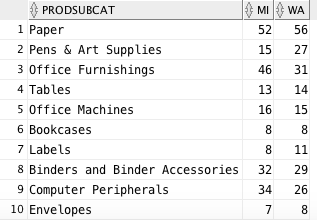 PRODSUBCAT MI WA
1 Paper 52 56
2 Pens & Art Supplies 15 27
3 Office Furnishings 46 31
4 Tables 13 14
5 Office Machines 16 15
6 Bookcases 8 8
7 Labels 8 11
8 Binders and Binder Accessories 32 29
9 Computer Peripherals 34 26
10 Envelopes 7 8